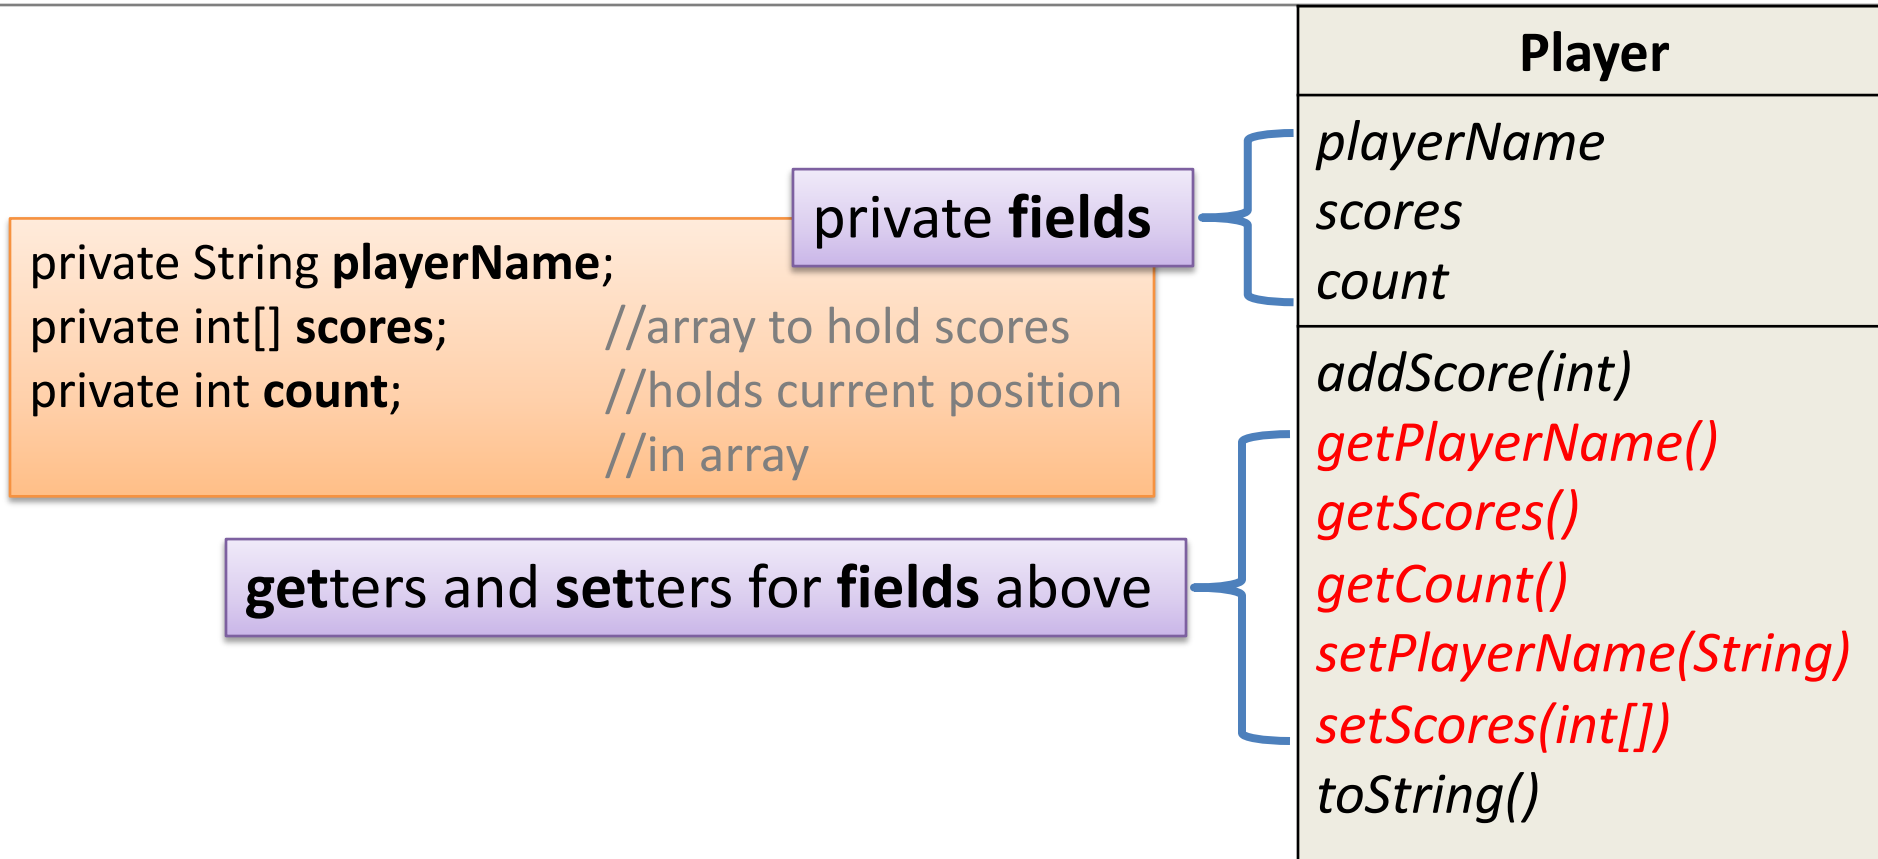 private fields
private String playerName;
private int[] scores; //array to hold scores
private int count; //holds current position
//in array
getters and setters for fields above
Player
playerName
scores
count
addScore(int)
getPlayerName()
getScores()
getCount()
setPlayerName(String)
setScores(int[])
toString()